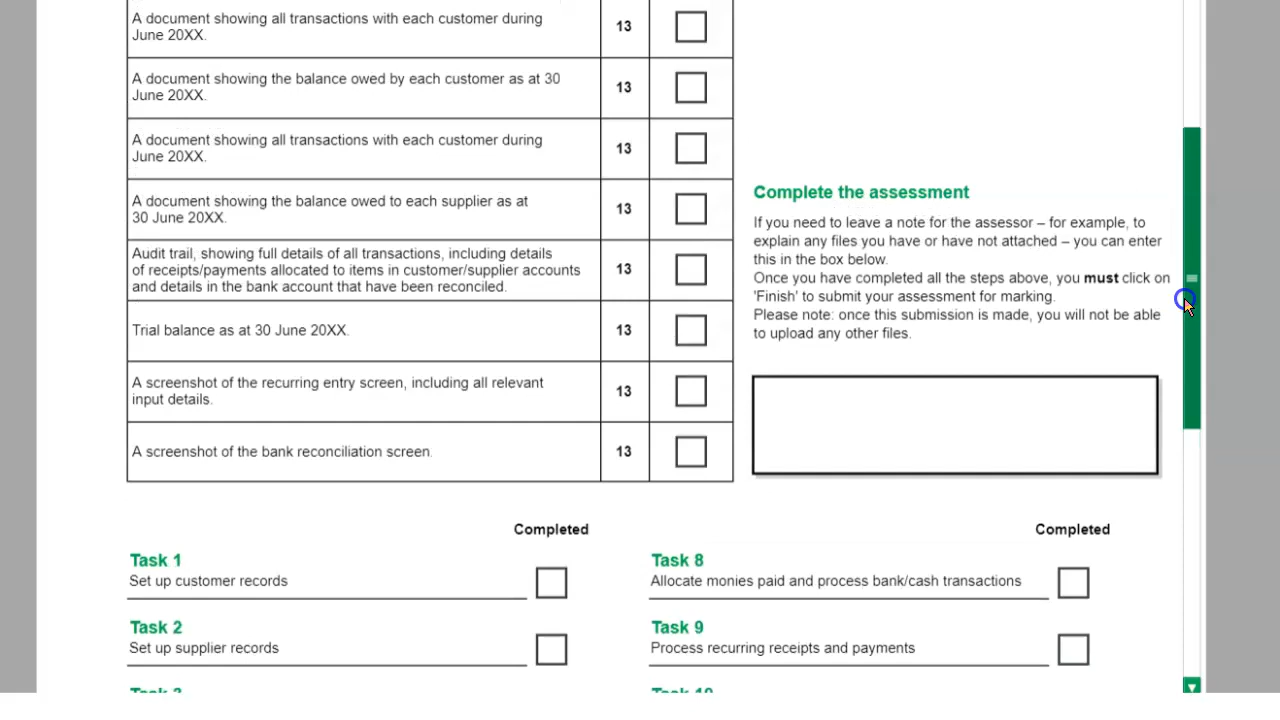 A document showing all transactions with each customer during
June 20XX.
13
A document showing the balance owed by each customer as at 30
June 20XX.
13
A document showing all transactions with each customer during
June 20XX.
13
A document showing the balance owed to each supplier as at
30 June 20XX.
13
Audit trail, showing full details of all transactions, including details
of receipts/payments allocated to items in customer/supplier accounts
and details in the bank account that have been reconciled.
13
Trial balance as at 30 June 20XX.
13
A screenshot of the recurring entry screen, including all relevant
input details.
13
A screenshot of the bank reconciliation screen.
13
Complete the assessment
If you need to leave a note for the assessor – for example, to
explain any files you have or have not attached – you can enter
this in the box below.
Once you have completed all the steps above, you must click on
'Finish' to submit your assessment for marking.
Please note: once this submission is made, you will not be able
to upload any other files.
Completed
Task 1
Set up customer records
Task 2
Set up supplier records
Task 3
Completed
Task 8
Allocate monies paid and process bank/cash transactions
Task 9
Process recurring receipts and payments
Task 10